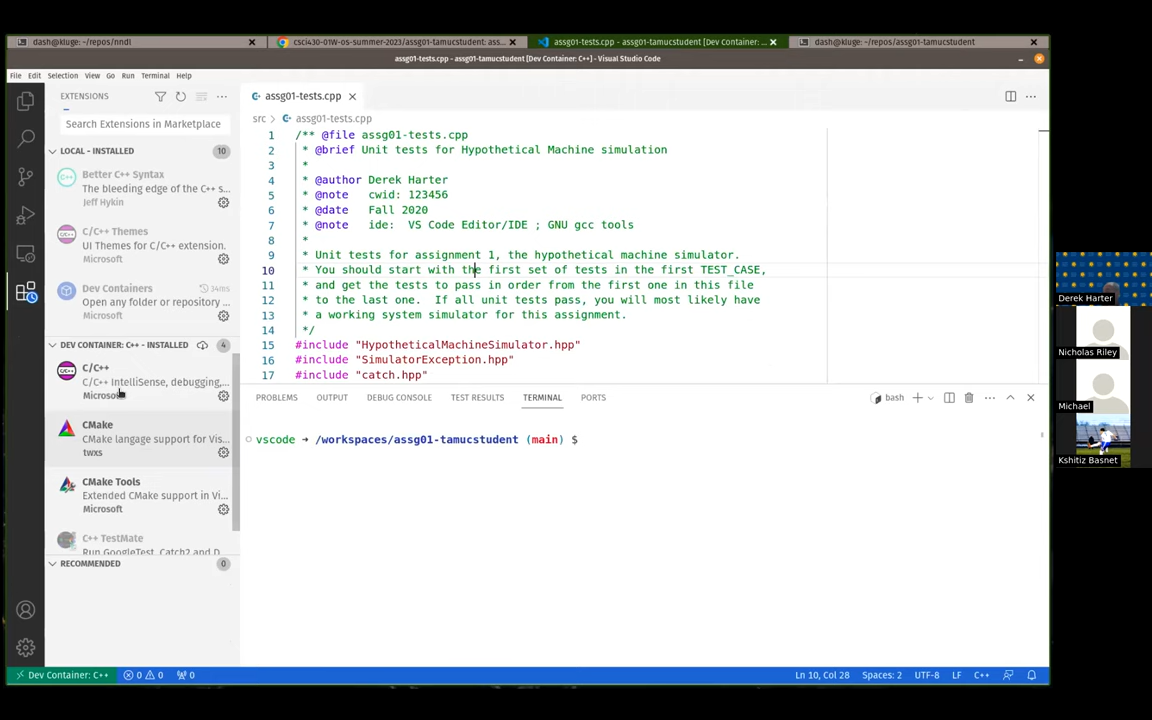 dash@kluge: ~/repos/nndl
csci430-01W-os-summer-2023/assg01-tamucstudent: ass…
assg01-tests.cpp - assg01-tamucstudent [Dev Container: …
dash@kluge: ~/repos/assg01-tamucstudent
assg01-tests.cpp - assg01-tamucstudent [Dev Container: C++] - Visual Studio Code
File Edit Selection View Go Run Terminal Help
EXTENSIONS
Search Extensions in Marketplace
LOCAL - INSTALLED 10
Better C++ Syntax
The bleeding edge of the C++ s...
Jeff Hykin
C/C++ Themes
UI Themes for C/C++ extension.
Microsoft
Dev Containers 34ms
Open any folder or repository ...
Microsoft
DEV CONTAINER: C++ - INSTALLED 4
C/C++
C/C++ IntelliSense, debugging,...
Microsoft
CMake
CMake langage support for Vis...
twxs
CMake Tools
Extended CMake support in Vi...
Microsoft
C++ TestMate
Run GoogleTest, Catch2 and D
RECOMMENDED 0
assg01-tests.cpp
src > assg01-tests.cpp
1 /** @file assg01-tests.cpp
2 * @brief Unit tests for Hypothetical Machine simulation
3 *
4 * @author Derek Harter
5 * @note cwid: 123456
6 * @date Fall 2020
7 * @note ide: VS Code Editor/IDE ; GNU gcc tools
8 *
9 * Unit tests for assignment 1, the hypothetical machine simulator.
10 * You should start with the first set of tests in the first TEST_CASE,
11 * and get the tests to pass in order from the first one in this file
12 * to the last one. If all unit tests pass, you will most likely have
13 * a working system simulator for this assignment.
14 */
15 #include "HypotheticalMachineSimulator.hpp"
16 #include "SimulatorException.hpp"
17 #include "catch.hpp"
PROBLEMS OUTPUT DEBUG CONSOLE TEST RESULTS TERMINAL PORTS
bash
vscode → /workspaces/assg01-tamucstudent (main) $
Dev Container: C++ 0 0 0
Ln 10, Col 28 Spaces: 2 UTF-8 LF C++
Derek Harter
Nicholas Riley
Michael
Kshitiz Basnet